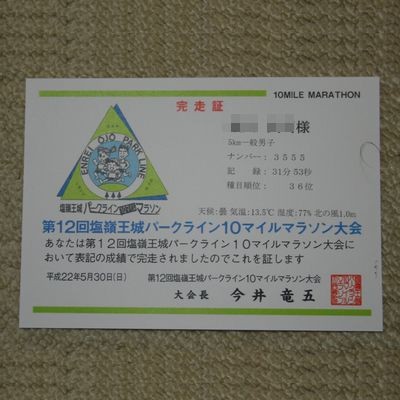 10MILE MARATHON
完走証
様
ENREI OJO PARK LINE
5km一般男子
ナンバー: 3555
記 録: 31分53秒
種目順位: 36位
塩嶺王城パークライン10マイルマラソン
天候:曇 気温:13.5℃ 湿度:77% 北の風1.0m
第12回塩嶺王城パークライン10マイルマラソン大会
あなたは第12回塩嶺王城パークライン10マイルマラソン大会に
おいて表記の成績で完走されましたのでこれを証します
平成22年5月30日(日) 第12回塩嶺王城パークライン10マイルマラソン大会
大会長 今井竜五